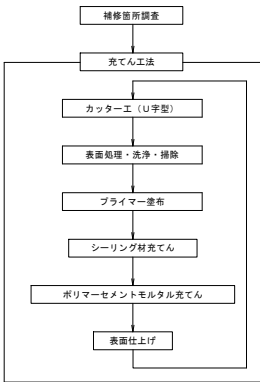 補修箇所調査
充てん工法
カッター工（U字型）
表面処理・洗浄・掃除
プライマー塗布
シーリング材充てん
ポリマーセメントモルタル充てん
表面仕上げ